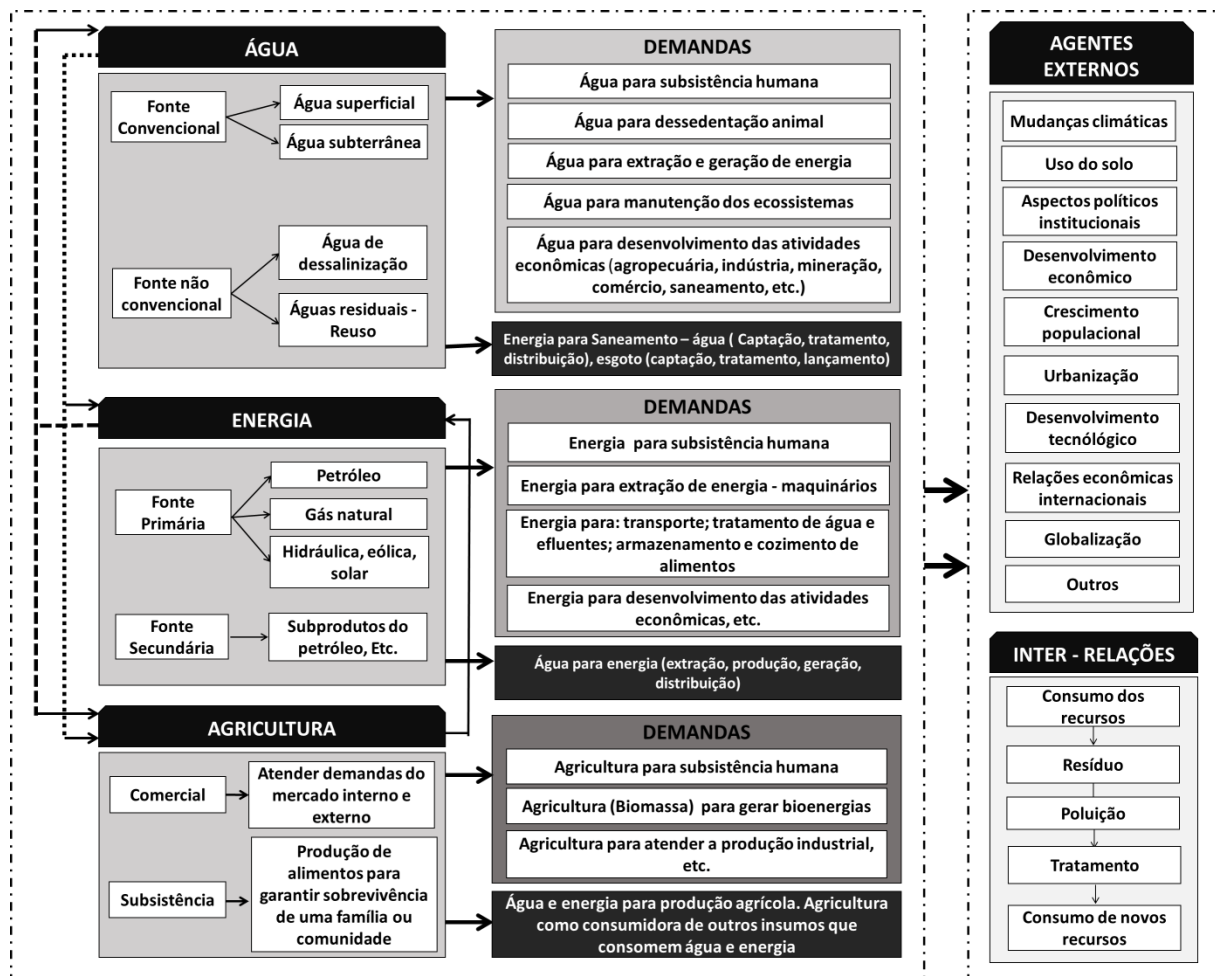 ÁGUA
Fonte
Convencional
Água superficial
Água subterrânea
Fonte não
convencional
Água de
dessalinização
Águas residuais -
Reuso
DEMANDAS
Água para subsistência humana
Água para dessedentação animal
Água para extração e geração de energia
Água para manutenção dos ecossistemas
Água para desenvolvimento das atividades
econômicas (agropecuária, indústria, mineração,
comércio, saneamento, etc.)
Energia para Saneamento – água ( Captação, tratamento,
distribuição), esgoto (captação, tratamento, lançamento)
ENERGIA
Fonte
Primária
Petróleo
Gás natural
Hidráulica, eólica,
solar
Fonte
Secundária
Subprodutos do
petróleo, Etc.
DEMANDAS
Energia para subsistência humana
Energia para extração de energia - maquinários
Energia para: transporte; tratamento de água e
efluentes; armazenamento e cozimento de
alimentos
Energia para desenvolvimento das atividades
econômicas, etc.
Água para energia (extração, produção, geração,
distribuição)
AGRICULTURA
Comercial
Atender demandas do
mercado interno e
externo
Subsistência
Produção de
alimentos para
garantir sobrevivência
de uma família ou
comunidade
DEMANDAS
Agricultura para subsistência humana
Agricultura (Biomassa) para gerar bioenergias
Agricultura para atender a produção industrial,
etc.
Água e energia para produção agrícola. Agricultura
como consumidora de outros insumos que
consomem água e energia
AGENTES
EXTERNOS
Mudanças climáticas
Uso do solo
Aspectos políticos
institucionais
Desenvolvimento
econômico
Crescimento
populacional
Urbanização
Desenvolvimento
tecnólógico
Relações econômicas
internacionais
Globalização
Outros
INTER - RELAÇÕES
Consumo dos
recursos
Resíduo
Poluição
Tratamento
Consumo de novos
recursos